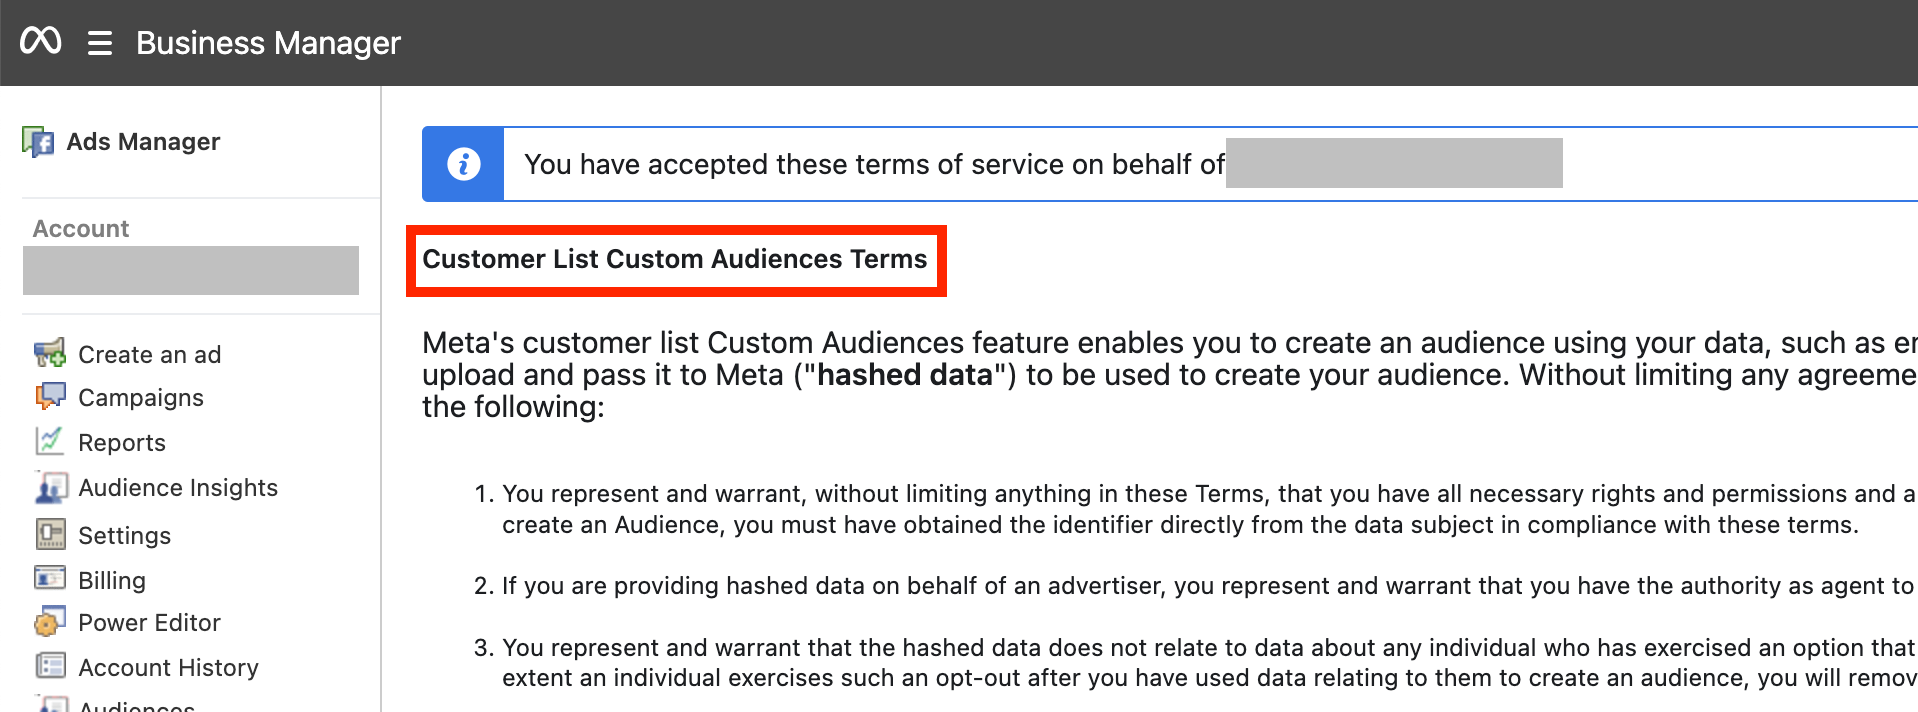 Business Manager
Ads Manager
Account
Create an ad
Campaigns
Reports
Audience Insights
Settings
Billing
Power Editor
Account History
Audiences
You have accepted these terms of service on behalf of
Customer List Custom Audiences Terms
Meta's customer list Custom Audiences feature enables you to create an audience using your data, such as
upload and pass it to Meta ("hashed data") to be used to create your audience. Without limiting any
the following:
1. You represent and warrant, without limiting anything in these Terms, that you have all necessary rights and permissions and a
create an Audience, you must have obtained the identifier directly from the data subject in compliance with these terms.
2. If you are providing hashed data on behalf of an advertiser, you represent and warrant that you have the authority as agent to
3. You represent and warrant that the hashed data does not relate to data about any individual who has exercised an option that
extent an individual exercises such an opt-out after you have used data relating to them to create an audience, you will